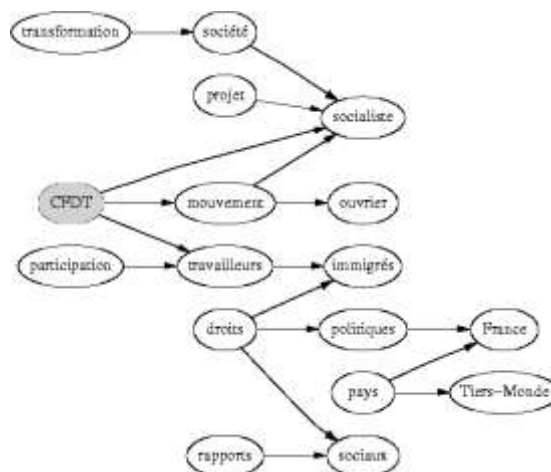 transformation
société
projet
socialiste
CFDT
mouvement
ouvrier
participation
travailleurs
immigrés
droits
politiques
France
pays
Tiers-Monde
rapports
sociaux